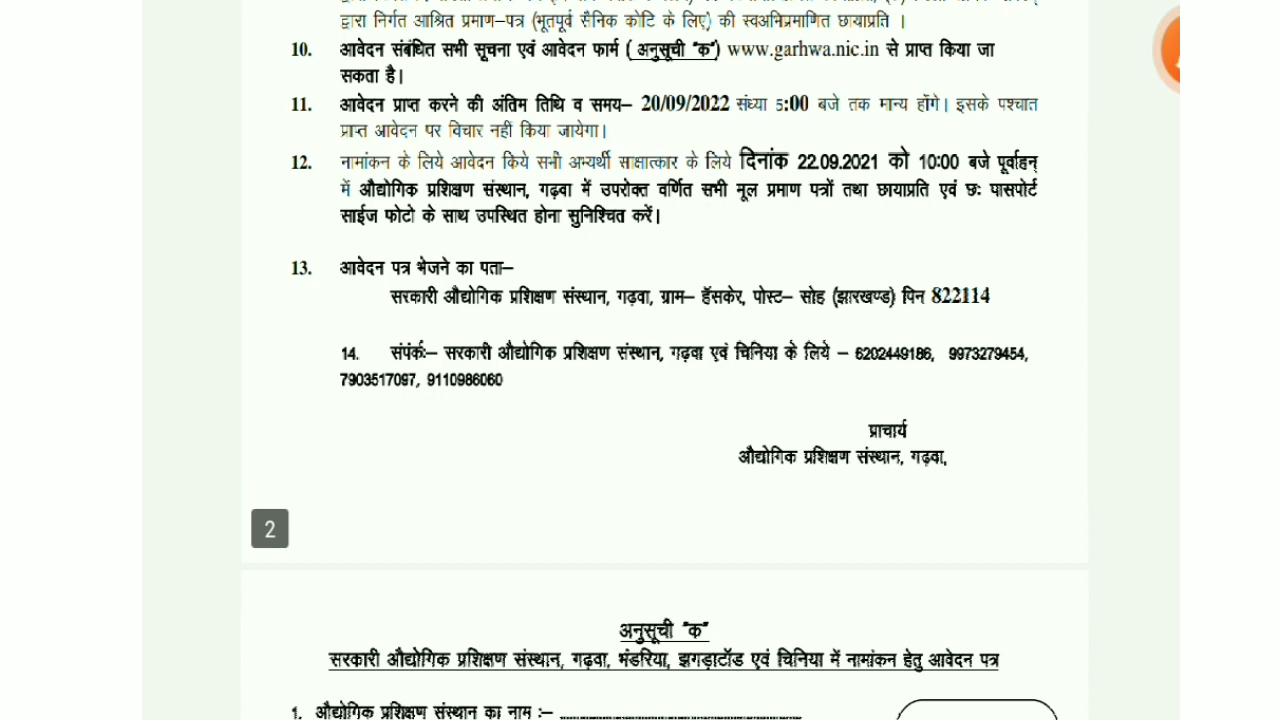 द्वारा निर्गत आश्रित प्रमाण–पत्र (भूतपूर्व सैनिक कोटि के लिए) की स्वअभिप्रमाणित छायाप्रति ।
10. आवेदन संबंधित सभी सूचना एवं आवेदन फार्म ( अनुसूची "क") www.garhwa.nic.in से प्राप्त किया जा
सकता है।
11. आवेदन प्राप्त करने की अंतिम तिथि व समय– 20/09/2022 संध्या 5:00 बजे तक मान्य होंगे। इसके पश्चात
प्राप्त आवेदन पर विचार नहीं किया जायेगा।
12. नामांकन के लिये आवेदन किये सभी अभ्यर्थी साक्षात्कार के लिये दिनांक 22.09.2021 को 10:00 बजे पूर्वाहन्
में औद्योगिक प्रशिक्षण संस्थान, गढ़वा में उपरोक्त वर्णित सभी मूल प्रमाण पत्रों तथा छायाप्रति एवं छः पासपोर्ट
साईज फोटो के साथ उपस्थित होना सुनिश्चित करें।
13. आवेदन पत्र भेजने का पता–
सरकारी औद्योगिक प्रशिक्षण संस्थान, गढ़वा, ग्राम– हॅसकेर, पोस्ट– सोह (झारखण्ड) पिन 822114
14. संपंर्कः– सरकारी औद्योगिक प्रशिक्षण संस्थान, गढ़वा एवं चिनिया के लिये – 6202449186, 9973279454,
7903517097, 9110986060
प्राचार्य
औद्योगिक प्रशिक्षण संस्थान, गढ़वा,
2
अनुसूची "क"
सरकारी औद्योगिक प्रशिक्षण संस्थान, गढ़वा, भंडरिया, झगड़ाटॉड एवं चिनिया में नामांकन हेतु आवेदन पत्र
1. औद्योगिक प्रशिक्षण संस्थान का नाम :–